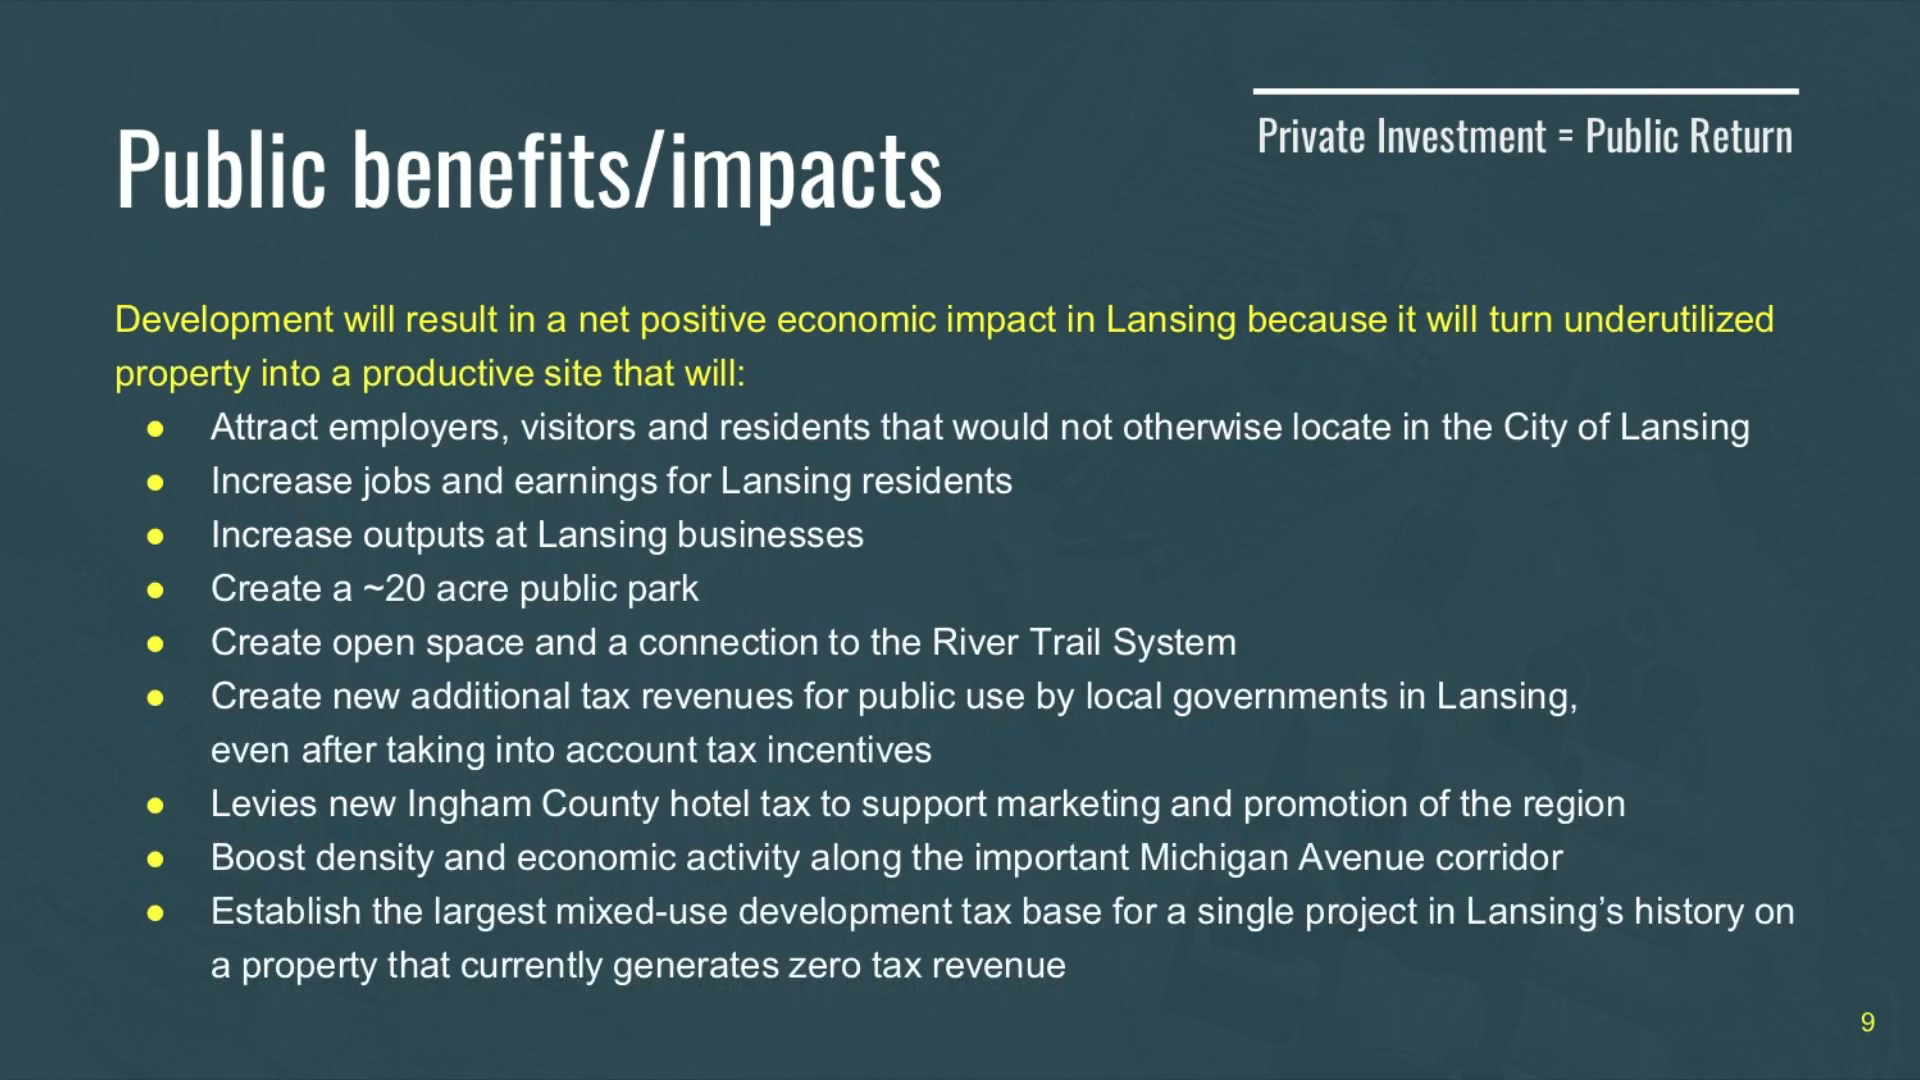 Public benefits/impacts
Private Investment = Public Return
Development will result in a net positive economic impact in Lansing because it will turn underutilized
property into a productive site that will:
● Attract employers, visitors and residents that would not otherwise locate in the City of Lansing
● Increase jobs and earnings for Lansing residents
● Increase outputs at Lansing businesses
● Create a ~20 acre public park
● Create open space and a connection to the River Trail System
● Create new additional tax revenues for public use by local governments in Lansing,
even after taking into account tax incentives
● Levies new Ingham County hotel tax to support marketing and promotion of the region
● Boost density and economic activity along the important Michigan Avenue corridor
● Establish the largest mixed-use development tax base for a single project in Lansing’s history on
a property that currently generates zero tax revenue
9